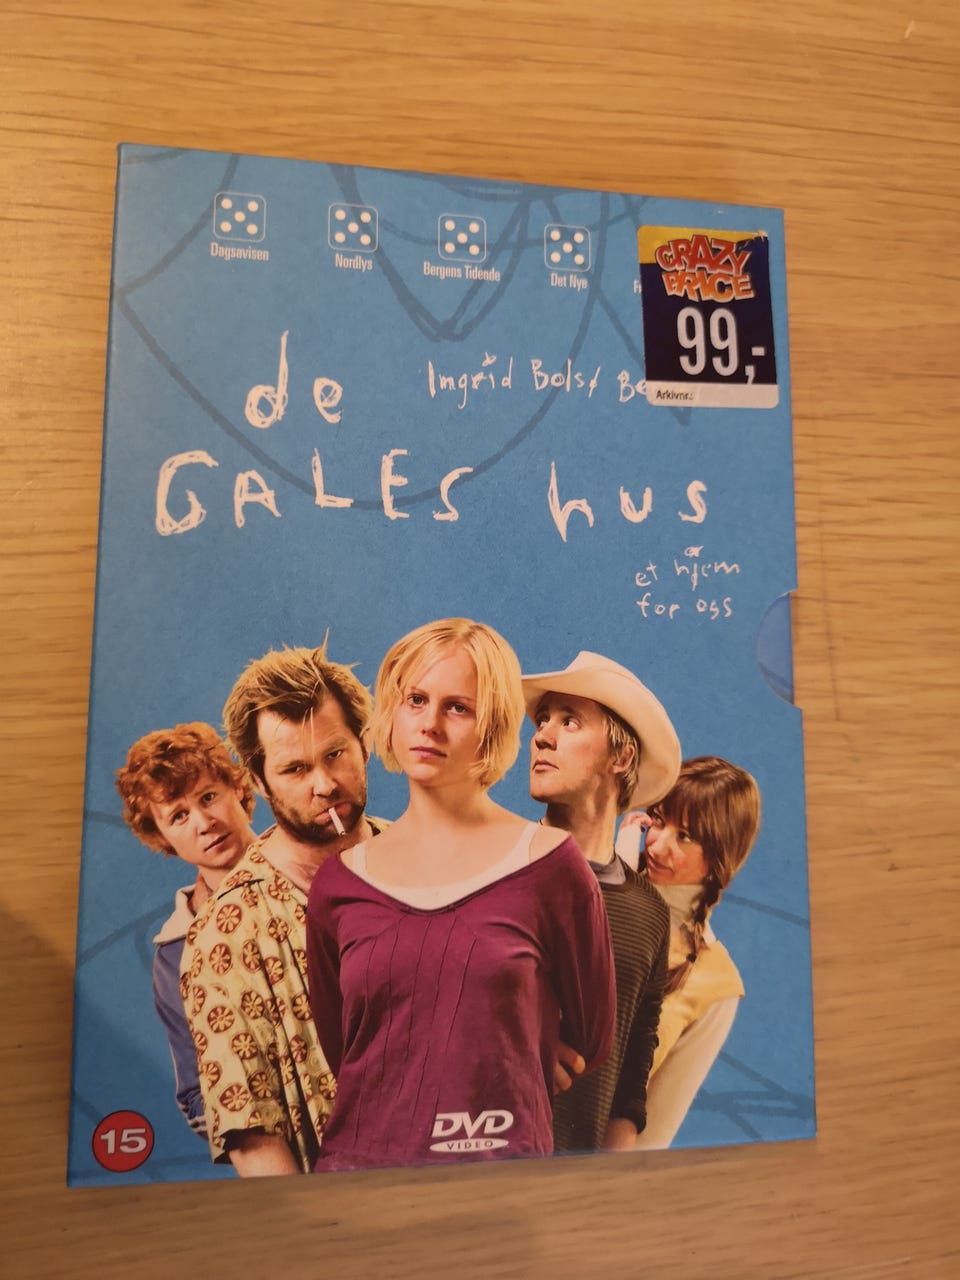 Dagsavisen
Nordlys
Bergens Tidende
Det Nye
CRAZY
PRICE
99,-
Arkivnr.:
de
Ingrid Bolsø Be
GALES hus
et hjem
for oss
15
DVD
VIDEO